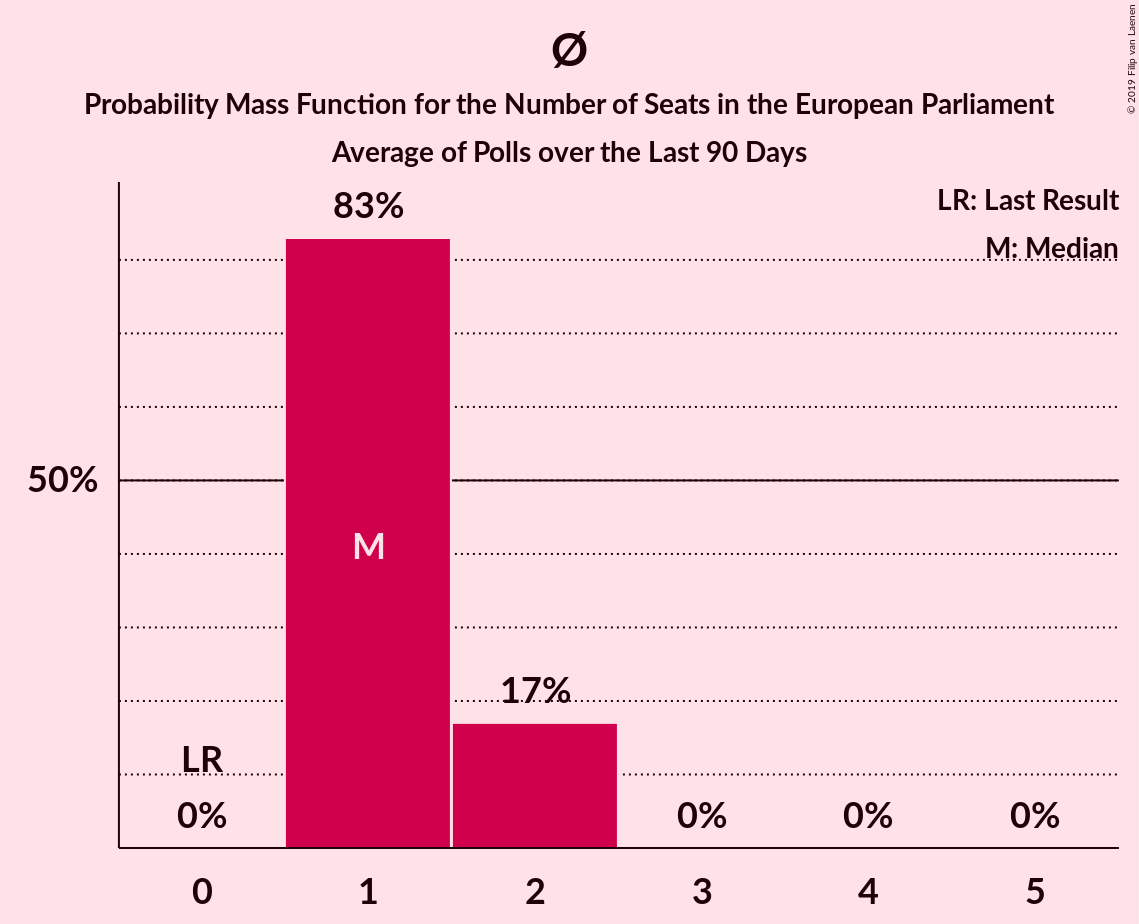 Ø
Probability Mass Function for the Number of Seats in the European Parliament
Average of Polls over the Last 90 Days
© 2019 Filip van Laenen
LR: Last Result
M: Median
83%
50%
M
17%
LR
0%
0%
0%
0%
0
1
2
3
4
5